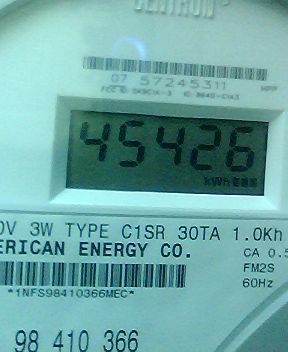 CENTRON
07 57245311
45426
kWh
0V 3W TYPE C1SR 30TA 1.0Kh
ERICAN ENERGY CO.
CA 0.5
FM2S
60Hz
*1NFS98410366MEC*
98 410 366